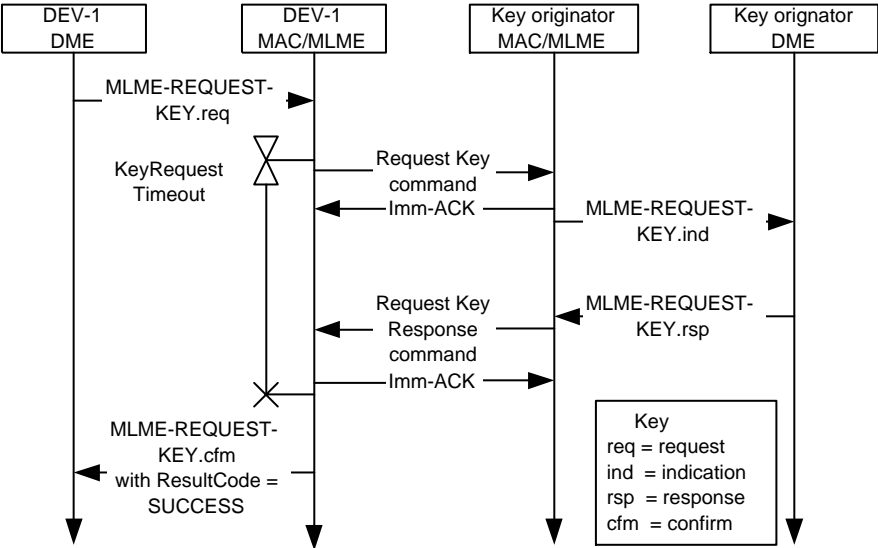 DEV-1
DME
DEV-1
MAC/MLME
Key originator
MAC/MLME
Key orignator
DME
MLME-REQUEST-
KEY.req
KeyRequest
Timeout
Request Key
command
Imm-ACK
MLME-REQUEST-
KEY.ind
MLME-REQUEST-
KEY.rsp
Request Key
Response
command
Imm-ACK
MLME-REQUEST-
KEY.cfm
with ResultCode =
SUCCESS
Key
req = request
ind = indication
rsp = response
cfm = confirm